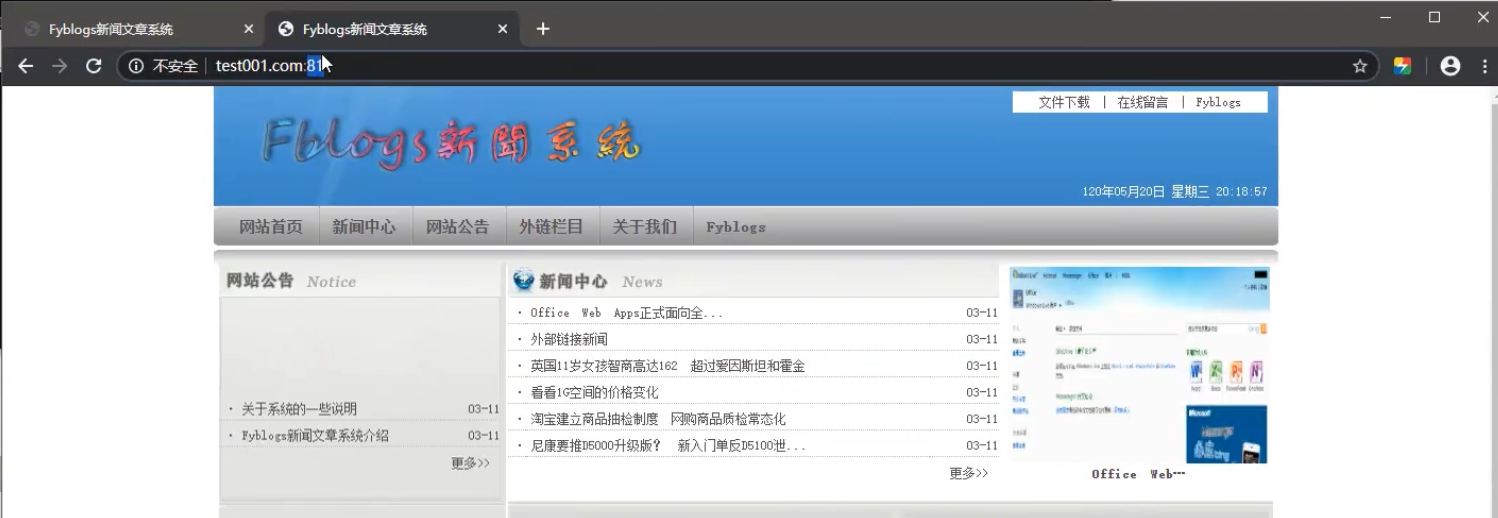 Fyblogs新闻文章系统
Fyblogs新闻文章系统
不安全 test001.com:81
文件下载 | 在线留言 | Fyblogs
Fblogs新聞系統
120年05月20日 星期三 20:18:57
网站首页 新闻中心 网站公告 外链栏目 关于我们 Fyblogs
网站公告 Notice
· 关于系统的一些说明 03-11
· Fyblogs新闻文章系统介绍 03-11
更多>>
新闻中心 News
· Office Web Apps正式面向全... 03-11
· 外部链接新闻 03-11
· 英国11岁女孩智商高达162 超过爱因斯坦和霍金 03-11
· 看看1G空间的价格变化 03-11
· 淘宝建立商品抽检制度 网购商品质检常态化 03-11
· 尼康要推D5000升级版? 新入门单反D5100泄... 03-11
更多>>
Office Web…